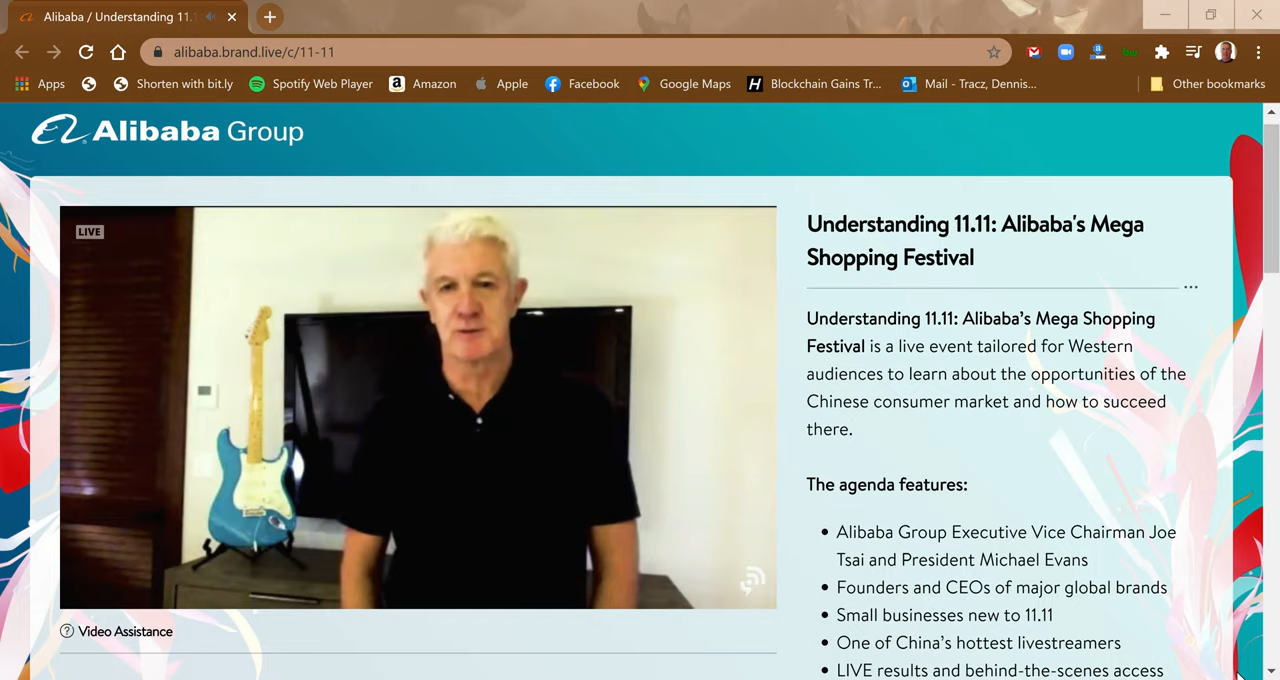 Alibaba / Understanding 11.1
alibaba.brand.live/c/11-11
Apps
Shorten with bit.ly
Spotify Web Player
a
Amazon
Apple
Facebook
Google Maps
H
Blockchain Gains Tr...
Mail - Tracz, Dennis...
Other bookmarks
Alibaba Group
LIVE
Understanding 11.11: Alibaba's Mega
Shopping Festival
...
Understanding 11.11: Alibaba's Mega Shopping
Festival is a live event tailored for Western
audiences to learn about the opportunities of the
Chinese consumer market and how to succeed
there.
The agenda features:
• Alibaba Group Executive Vice Chairman Joe
Tsai and President Michael Evans
• Founders and CEOs of major global brands
• Small businesses new to 11.11
• One of China's hottest livestreamers
• LIVE results and behind-the-scenes access
? Video Assistance